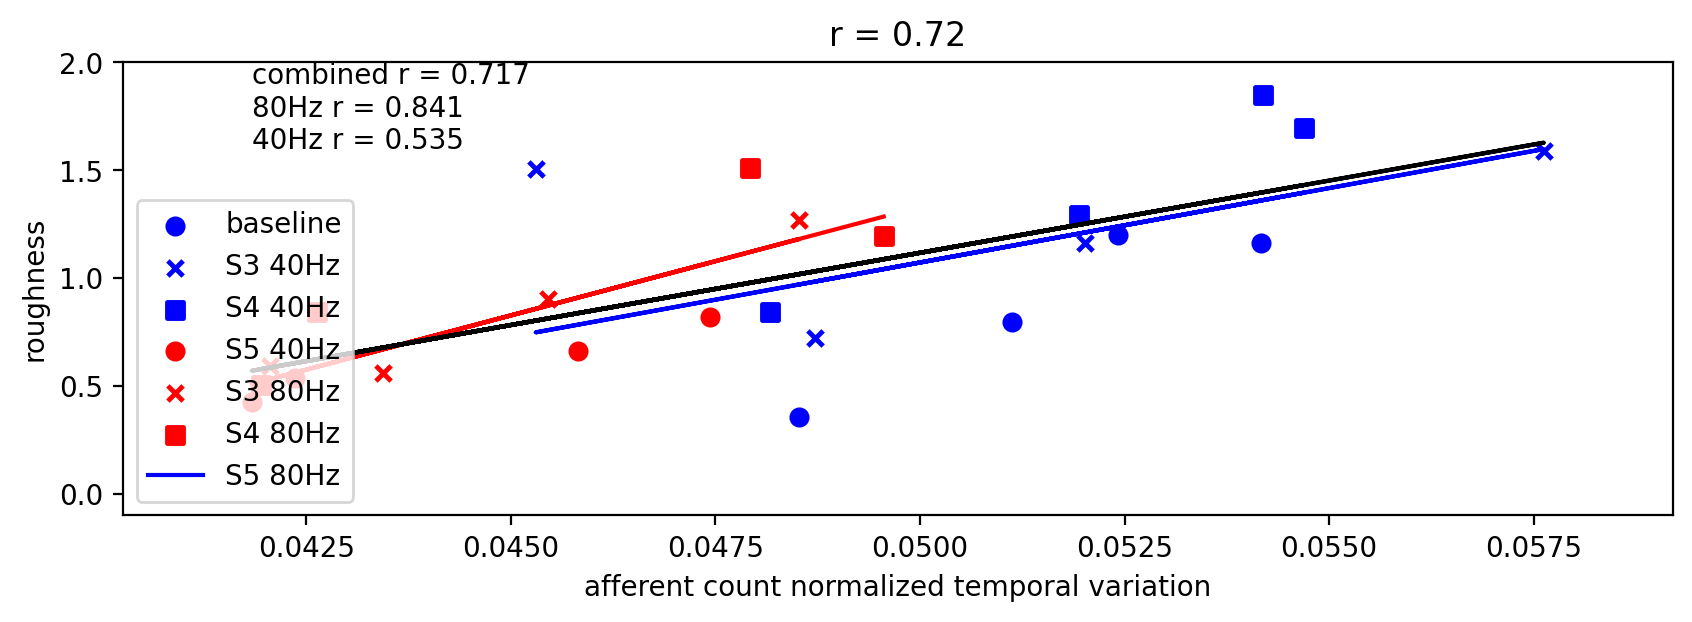 r = 0.72
combined r = 0.717
80Hz r = 0.841
40Hz r = 0.535
2.0
1.5
1.0
0.5
0.0
roughness
baseline
S3 40Hz
S4 40Hz
S5 40Hz
S3 80Hz
S4 80Hz
S5 80Hz
0.0425 0.0450 0.0475 0.0500 0.0525 0.0550 0.0575
afferent count normalized temporal variation